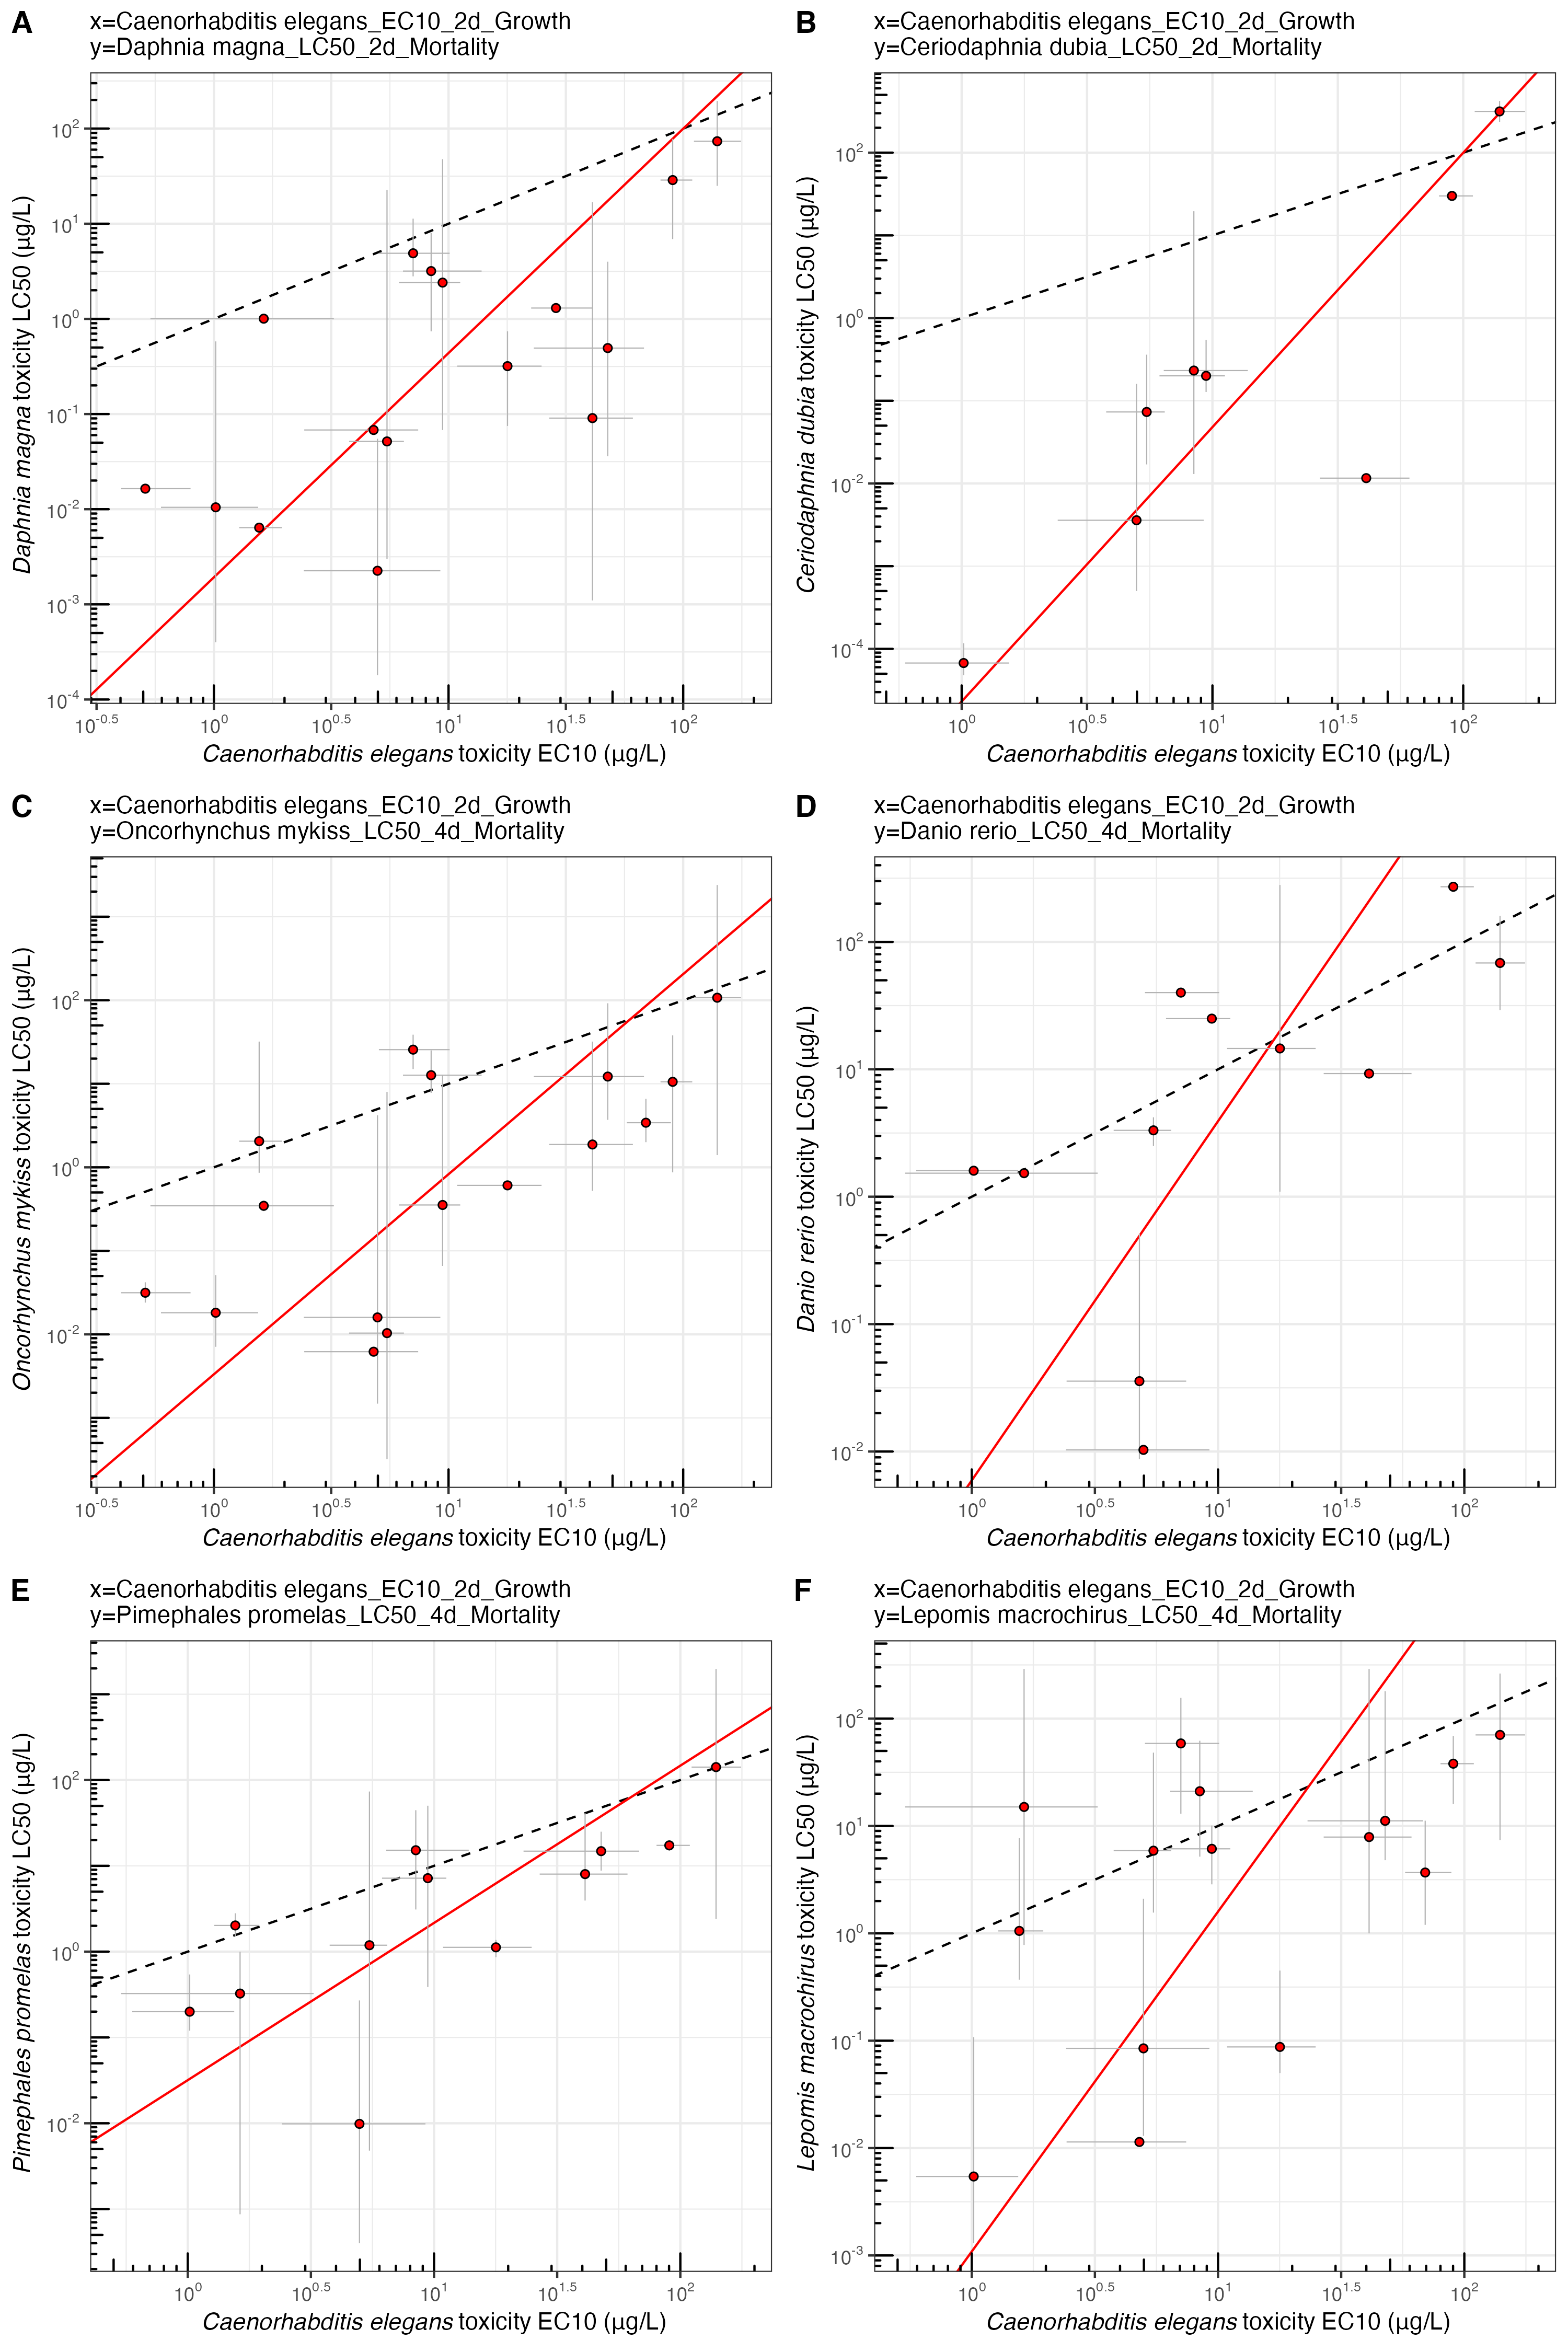 A
x=Caenorhabditis elegans_EC10_2d_Growth
y=Daphnia magna_LC50_2d_Mortality
Daphnia magna toxicity LC50 (µg/L)
10^2
10^1
10^0
10^-1
10^-2
10^-3
10^-4
10^-0.5
10^0
10^0.5
10^1
10^1.5
10^2
Caenorhabditis elegans toxicity EC10 (µg/L)
B
x=Caenorhabditis elegans_EC10_2d_Growth
y=Ceriodaphnia dubia_LC50_2d_Mortality
Ceriodaphnia dubia toxicity LC50 (µg/L)
10^2
10^0
10^-2
10^-4
10^0
10^0.5
10^1
10^1.5
10^2
Caenorhabditis elegans toxicity EC10 (µg/L)
C
x=Caenorhabditis elegans_EC10_2d_Growth
y=Oncorhynchus mykiss_LC50_4d_Mortality
Oncorhynchus mykiss toxicity LC50 (µg/L)
10^2
10^0
10^-2
10^-0.5
10^0
10^0.5
10^1
10^1.5
10^2
Caenorhabditis elegans toxicity EC10 (µg/L)
D
x=Caenorhabditis elegans_EC10_2d_Growth
y=Danio rerio_LC50_4d_Mortality
Danio rerio toxicity LC50 (µg/L)
10^2
10^1
10^0
10^-1
10^-2
10^0
10^0.5
10^1
10^1.5
10^2
Caenorhabditis elegans toxicity EC10 (µg/L)
E
x=Caenorhabditis elegans_EC10_2d_Growth
y=Pimephales promelas_LC50_4d_Mortality
Pimephales promelas toxicity LC50 (µg/L)
10^2
10^0
10^-2
10^0
10^0.5
10^1
10^1.5
10^2
Caenorhabditis elegans toxicity EC10 (µg/L)
F
x=Caenorhabditis elegans_EC10_2d_Growth
y=Lepomis macrochirus_LC50_4d_Mortality
Lepomis macrochirus toxicity LC50 (µg/L)
10^2
10^1
10^0
10^-1
10^-2
10^-3
10^0
10^0.5
10^1
10^1.5
10^2
Caenorhabditis elegans toxicity EC10 (µg/L)